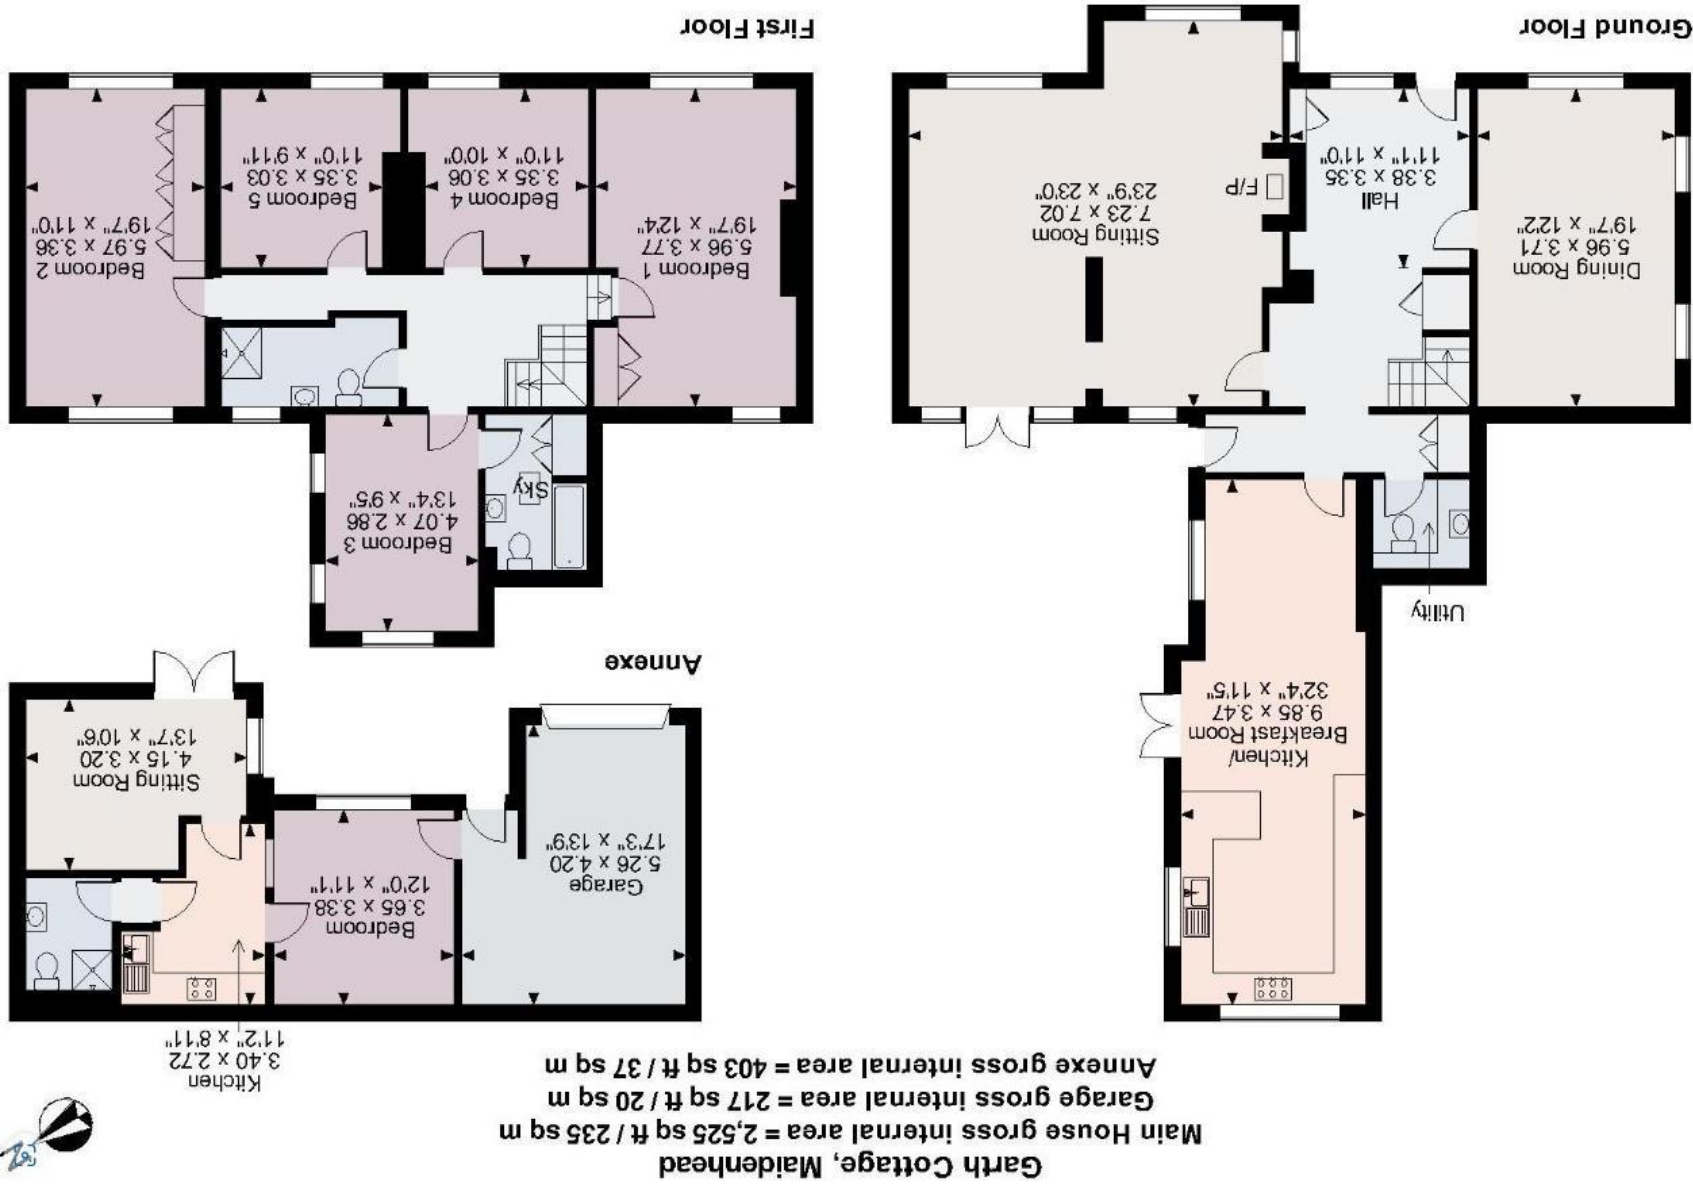 Garth Cottage, Maidenhead
Main House gross internal area = 2,525 sq ft / 235 sq m
Garage gross internal area = 217 sq ft / 20 sq m
Annexe gross internal area = 403 sq ft / 37 sq m
Kitchen/
Breakfast Room
9.85 x 3.47
32'4" x 11'5"
Utility
Dining Room
5.96 x 3.71
19'7" x 12'2"
Hall
3.38 x 3.35
11'1" x 11'0"
F/P
Sitting Room
7.23 x 7.02
23'9" x 23'0"
Ground Floor
Kitchen
3.40 x 2.72
11'2" x 8'11"
Garage
5.26 x 4.20
17'3" x 13'9"
Bedroom
3.65 x 3.38
12'0" x 11'1"
Sitting Room
4.15 x 3.20
13'7" x 10'6"
Annexe
Bedroom 3
4.07 x 2.86
13'4" x 9'5"
Sky
Bedroom 1
5.96 x 3.77
19'7" x 12'4"
Bedroom 4
3.35 x 3.06
11'0" x 10'0"
Bedroom 5
3.35 x 3.03
11'0" x 9'11"
Bedroom 2
5.97 x 3.36
19'7" x 11'0"
First Floor